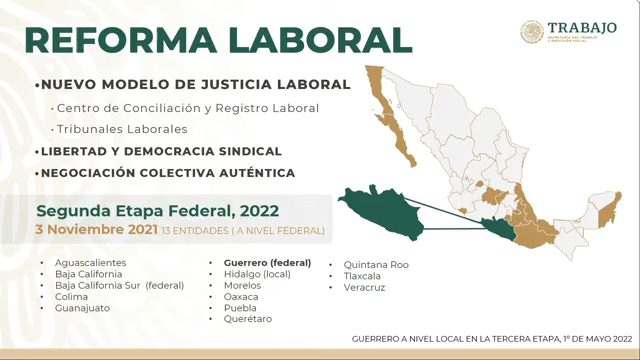 REFORMA LABORAL
TRABAJO
SECRETARÍA DEL TRABAJO
Y PREVISIÓN SOCIAL
•NUEVO MODELO DE JUSTICIA LABORAL
• Centro de Conciliación y Registro Laboral
• Tribunales Laborales
•LIBERTAD Y DEMOCRACIA SINDICAL
•NEGOCIACIÓN COLECTIVA AUTÉNTICA
Segunda Etapa Federal, 2022
3 Noviembre 2021 13 ENTIDADES ( A NIVEL FEDERAL)
• Aguascalientes
• Baja California
• Baja California Sur (federal)
• Colima
• Guanajuato
• Guerrero (federal)
• Hidalgo (local)
• Morelos
• Oaxaca
• Puebla
• Querétaro
• Quintana Roo
• Tlaxcala
• Veracruz
GUERRERO A NIVEL LOCAL EN LA TERCERA ETAPA, 1º DE MAYO 2022